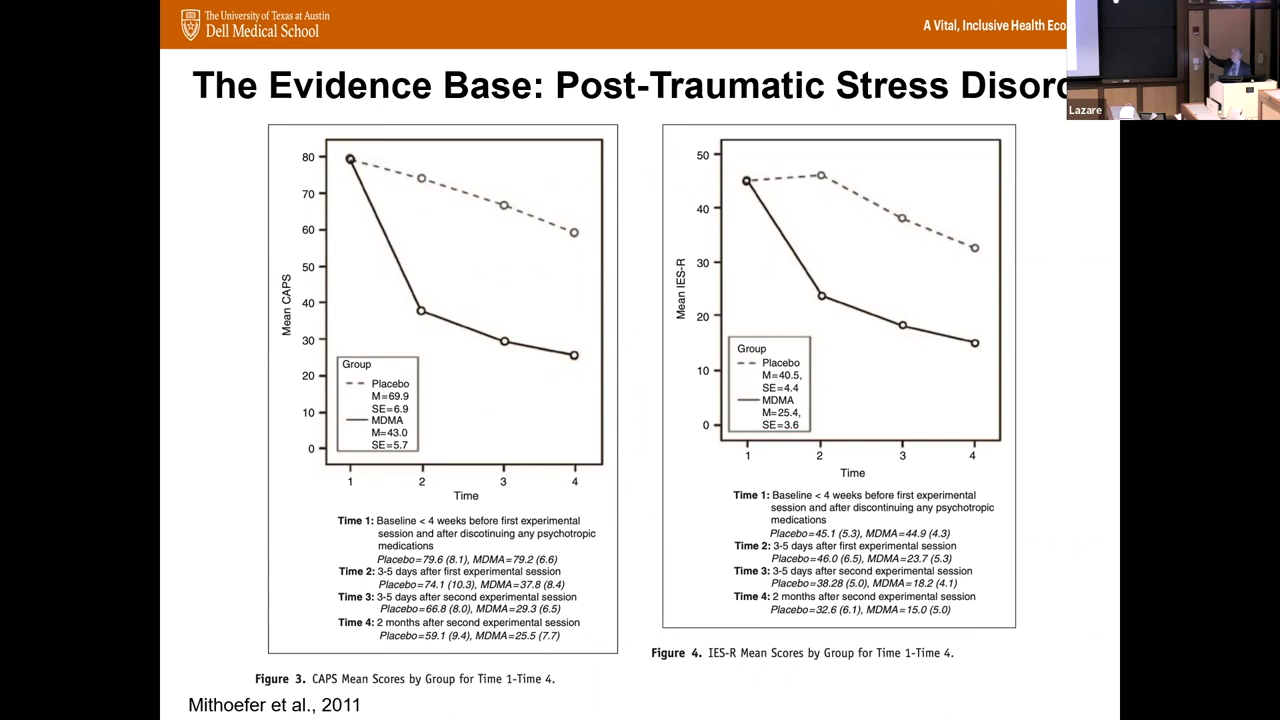 The University of Texas at Austin
Dell Medical School
A Vital, Inclusive Health Eco
Lazare
The Evidence Base: Post-Traumatic Stress Disor
80
70
60
50
40
30
20
10
0
Mean CAPS
Group
Placebo
M=69.9
SE=6.9
MDMA
M=43.0
SE=5.7
1
2
3
4
Time
Time 1: Baseline < 4 weeks before first experimental
session and after discotinuing any psychotropic
medications
Placebo=79.6 (8.1), MDMA=79.2 (6.6)
Time 2: 3-5 days after first experimental session
Placebo=74.1 (10.3), MDMA=37.8 (8.4)
Time 3: 3-5 days after second experimental session
Placebo=66.8 (8.0), MDMA=29.3 (6.5)
Time 4: 2 months after second experimental session
Placebo=59.1 (9.4), MDMA=25.5 (7.7)
Figure 3. CAPS Mean Scores by Group for Time 1-Time 4.
50
40
30
20
10
0
Mean IES-R
Group
Placebo
M=40.5,
SE=4.4
MDMA
M=25.4,
SE=3.6
1
2
3
4
Time
Time 1: Baseline < 4 weeks before first experimental
session and after discontinuing any psychotropic
medications
Placebo=45.1 (5.3), MDMA=44.9 (4.3)
Time 2: 3-5 days after first experimental session
Placebo=46.0 (6.5), MDMA=23.7 (5.3)
Time 3: 3-5 days after second experimental session
Placebo=38.28 (5.0), MDMA=18.2 (4.1)
Time 4: 2 months after second experimental session
Placebo=32.6 (6.1), MDMA=15.0 (5.0)
Figure 4. IES-R Mean Scores by Group for Time 1-Time 4.
Mithoefer et al., 2011